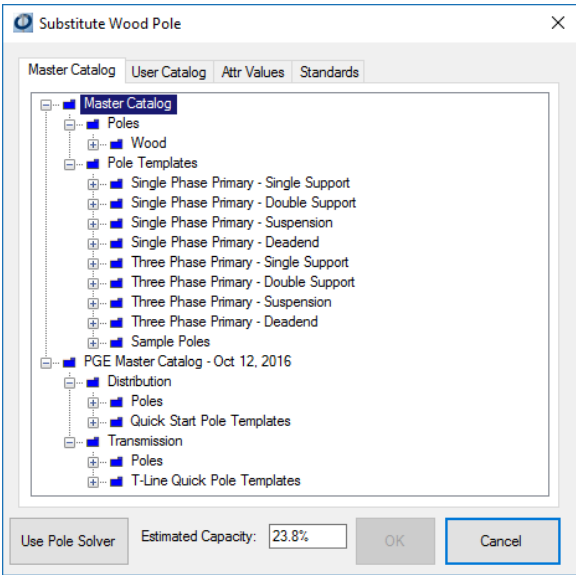 Substitute Wood Pole
Master Catalog User Catalog Attr Values Standards
Master Catalog
Poles
Wood
Pole Templates
Single Phase Primary - Single Support
Single Phase Primary - Double Support
Single Phase Primary - Suspension
Single Phase Primary - Deadend
Three Phase Primary - Single Support
Three Phase Primary - Double Support
Three Phase Primary - Suspension
Three Phase Primary - Deadend
Sample Poles
PGE Master Catalog - Oct 12, 2016
Distribution
Poles
Quick Start Pole Templates
Transmission
Poles
T-Line Quick Pole Templates
Use Pole Solver Estimated Capacity: 23.8% OK Cancel